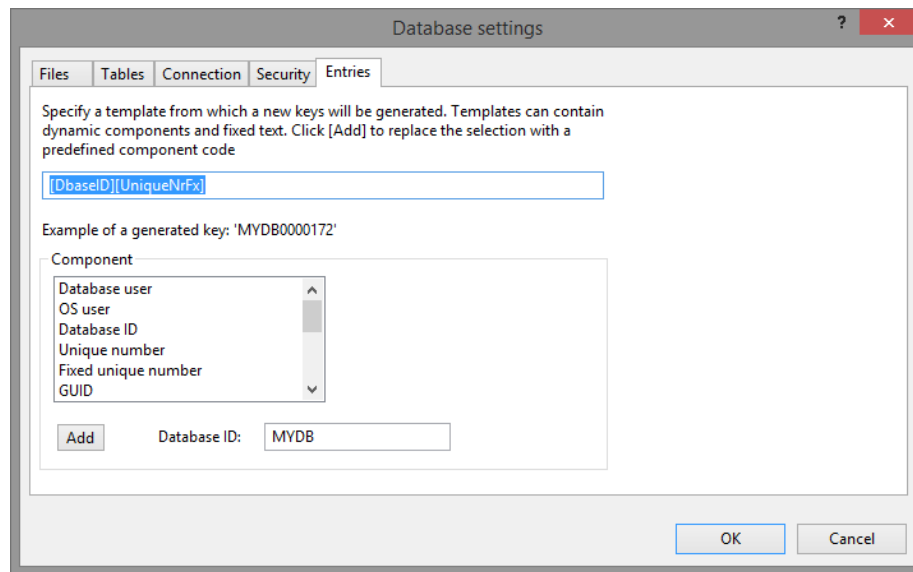 Database settings
?
×
Files Tables Connection Security Entries
Specify a template from which a new keys will be generated. Templates can contain
dynamic components and fixed text. Click [Add] to replace the selection with a
predefined component code
[DbaseID][UniqueNrFx]
Example of a generated key: 'MYDB0000172'
Component
Database user
OS user
Database ID
Unique number
Fixed unique number
GUID
Add Database ID: MYDB
OK Cancel